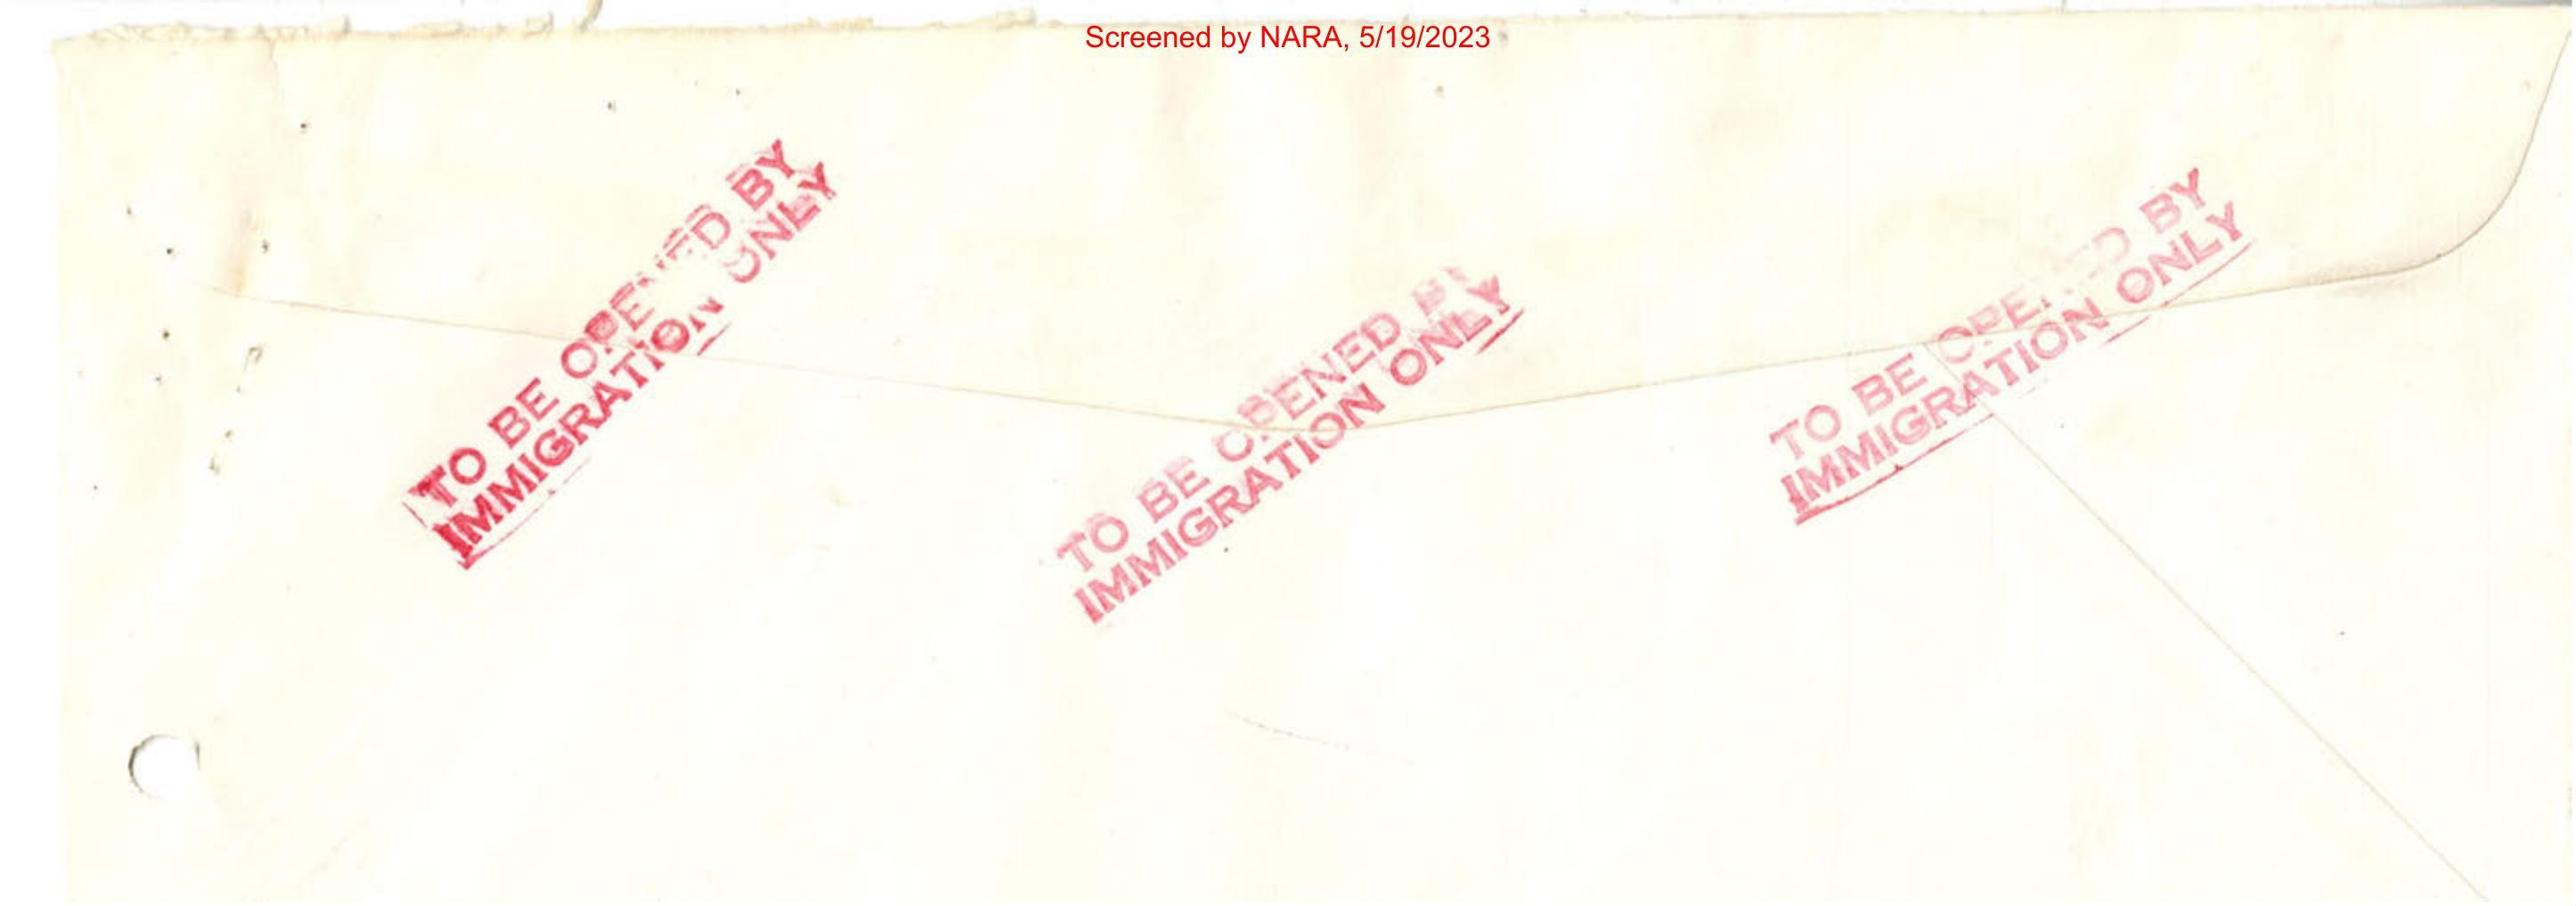 Screened by NARA, 5/19/2023
TO BE OPENED BY
IMMIGRATION ONLY
TO BE OPENED BY
IMMIGRATION ONLY
TO BE OPENED BY
IMMIGRATION ONLY